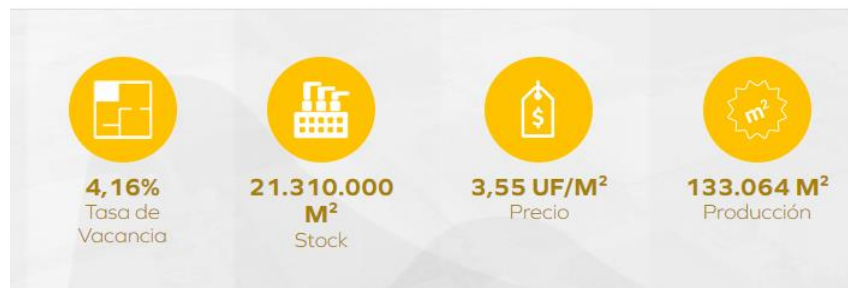 $
m²
4,16%
Tasa de
Vacancia
21.310.000
M²
Stock
3,55 UF/M²
Precio
133.064 M²
Producción